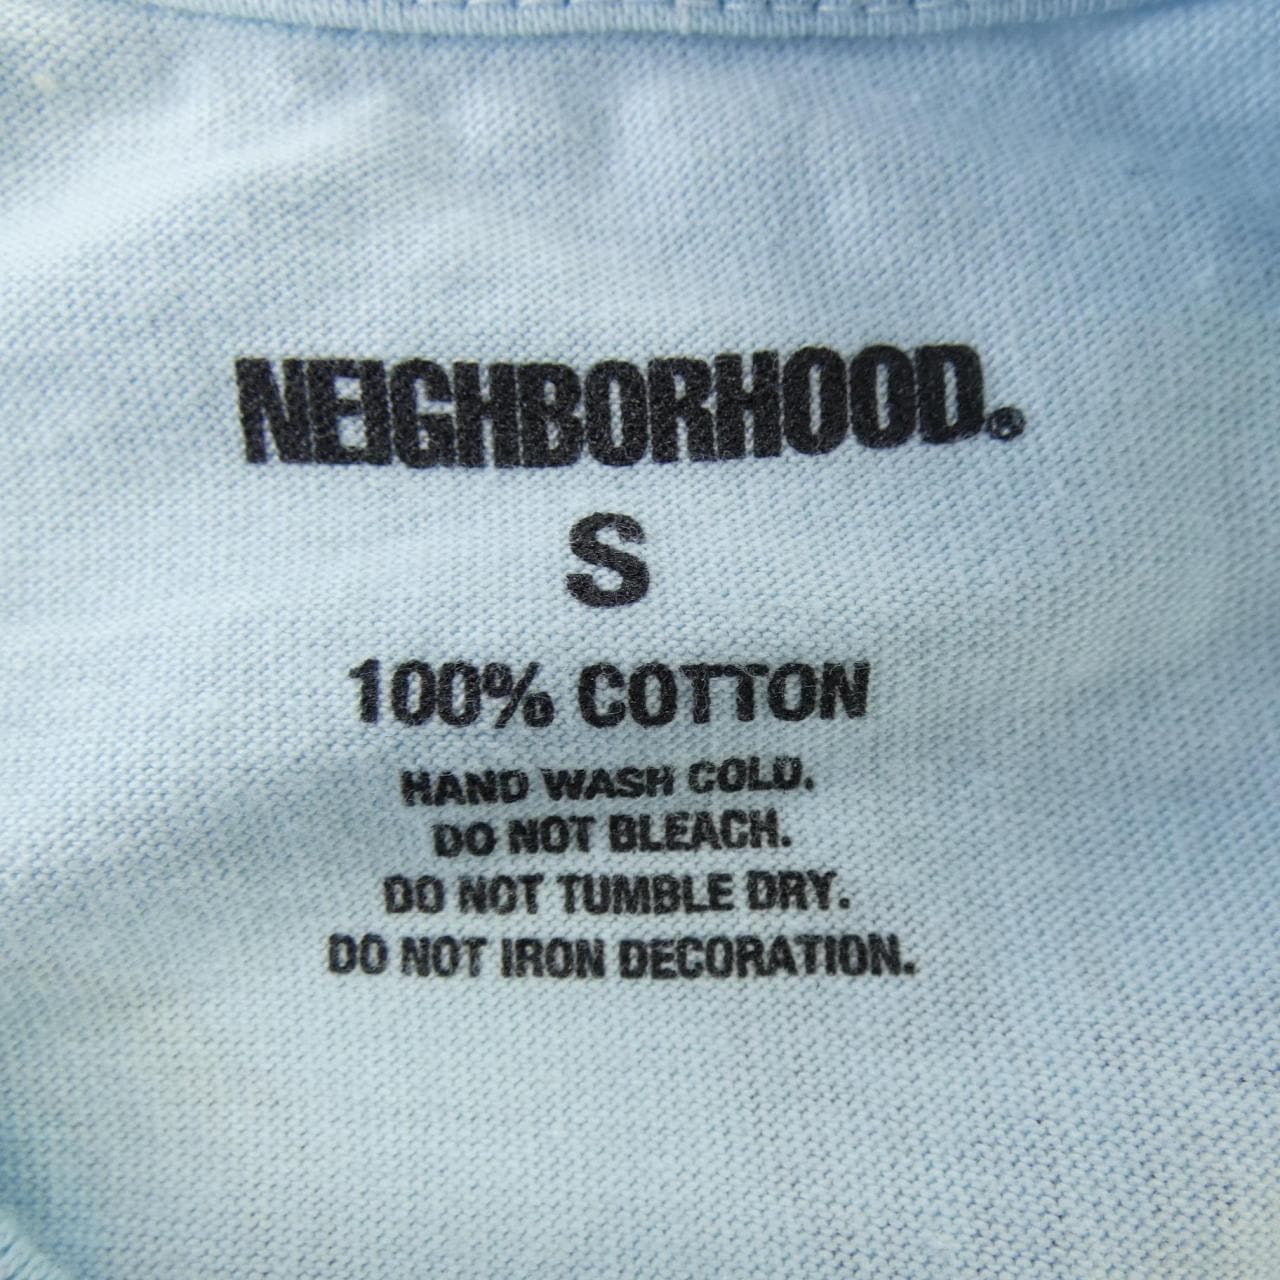 NEIGHBORHOOD®
S
100% COTTON
HAND WASH COLD.
DO NOT BLEACH.
DO NOT TUMBLE DRY.
DO NOT IRON DECORATION.